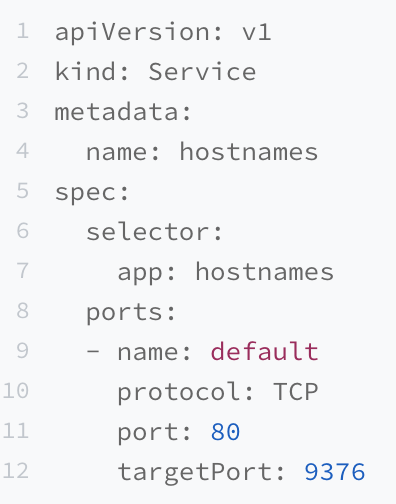 1 apiVersion: v1
2 kind: Service
3 metadata:
4   name: hostnames
5 spec:
6   selector:
7     app: hostnames
8   ports:
9   - name: default
10     protocol: TCP
11     port: 80
12     targetPort: 9376